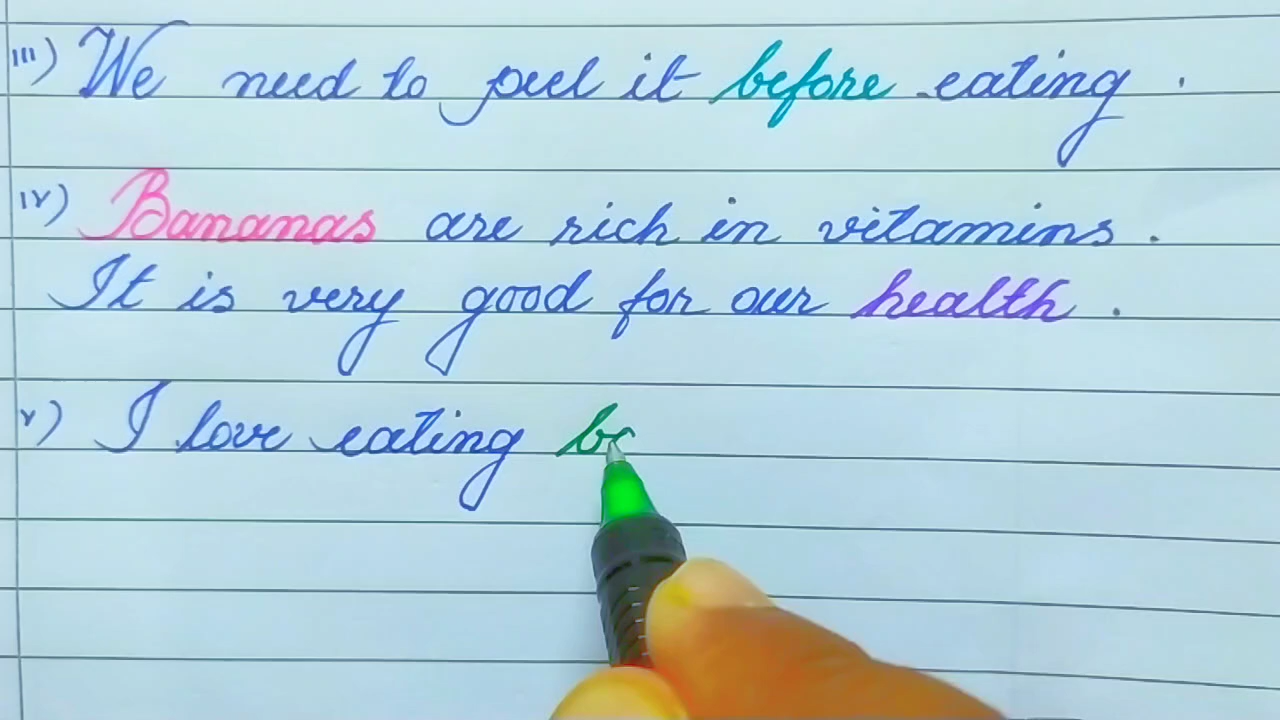 iii) We need to peel it before eating .
iv) Bananas are rich in vitamins .
It is very good for our health .
v) I love eating